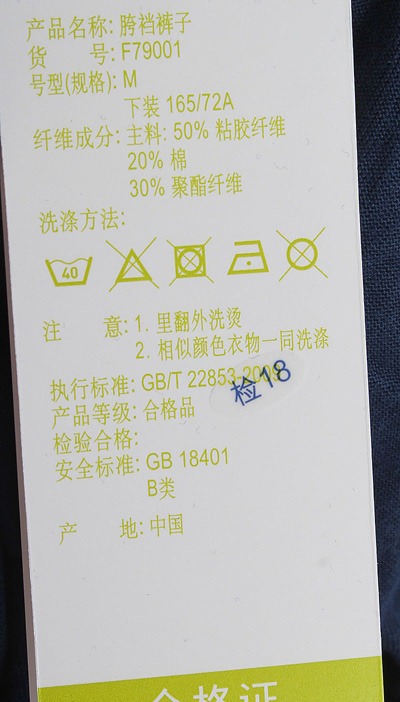 产品名称: 胯裆裤子
货 号: F79001
号型(规格): M
下装 165/72A
纤维成分: 主料: 50% 粘胶纤维
20% 棉
30% 聚酯纤维
洗涤方法:
40
注 意: 1. 里翻外洗烫
2. 相似颜色衣物一同洗涤
执行标准: GB/T 22853-2009
检18
产品等级: 合格品
检验合格:
安全标准: GB 18401
B类
产 地: 中国
合格证